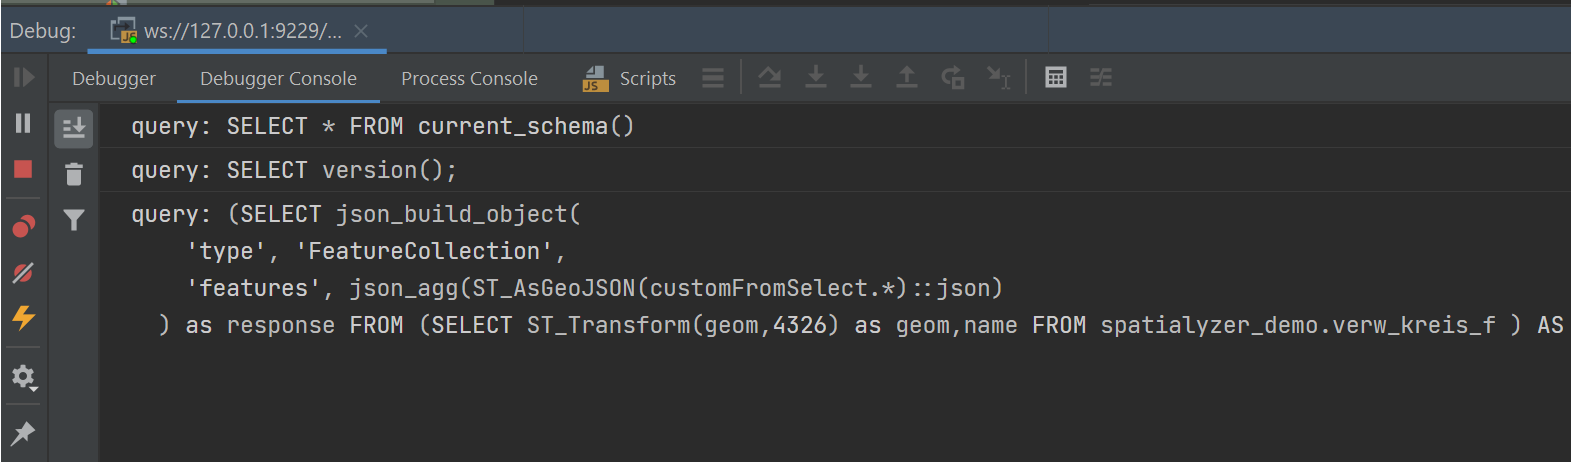 Debug: ws://127.0.0.1:9229/...
Debugger Debugger Console Process Console JS Scripts
query: SELECT * FROM current_schema()
query: SELECT version();
query: (SELECT json_build_object(
'type', 'FeatureCollection',
'features', json_agg(ST_AsGeoJSON(customFromSelect.*)::json)
) as response FROM (SELECT ST_Transform(geom,4326) as geom,name FROM spatialyzer_demo.verw_kreis_f ) AS